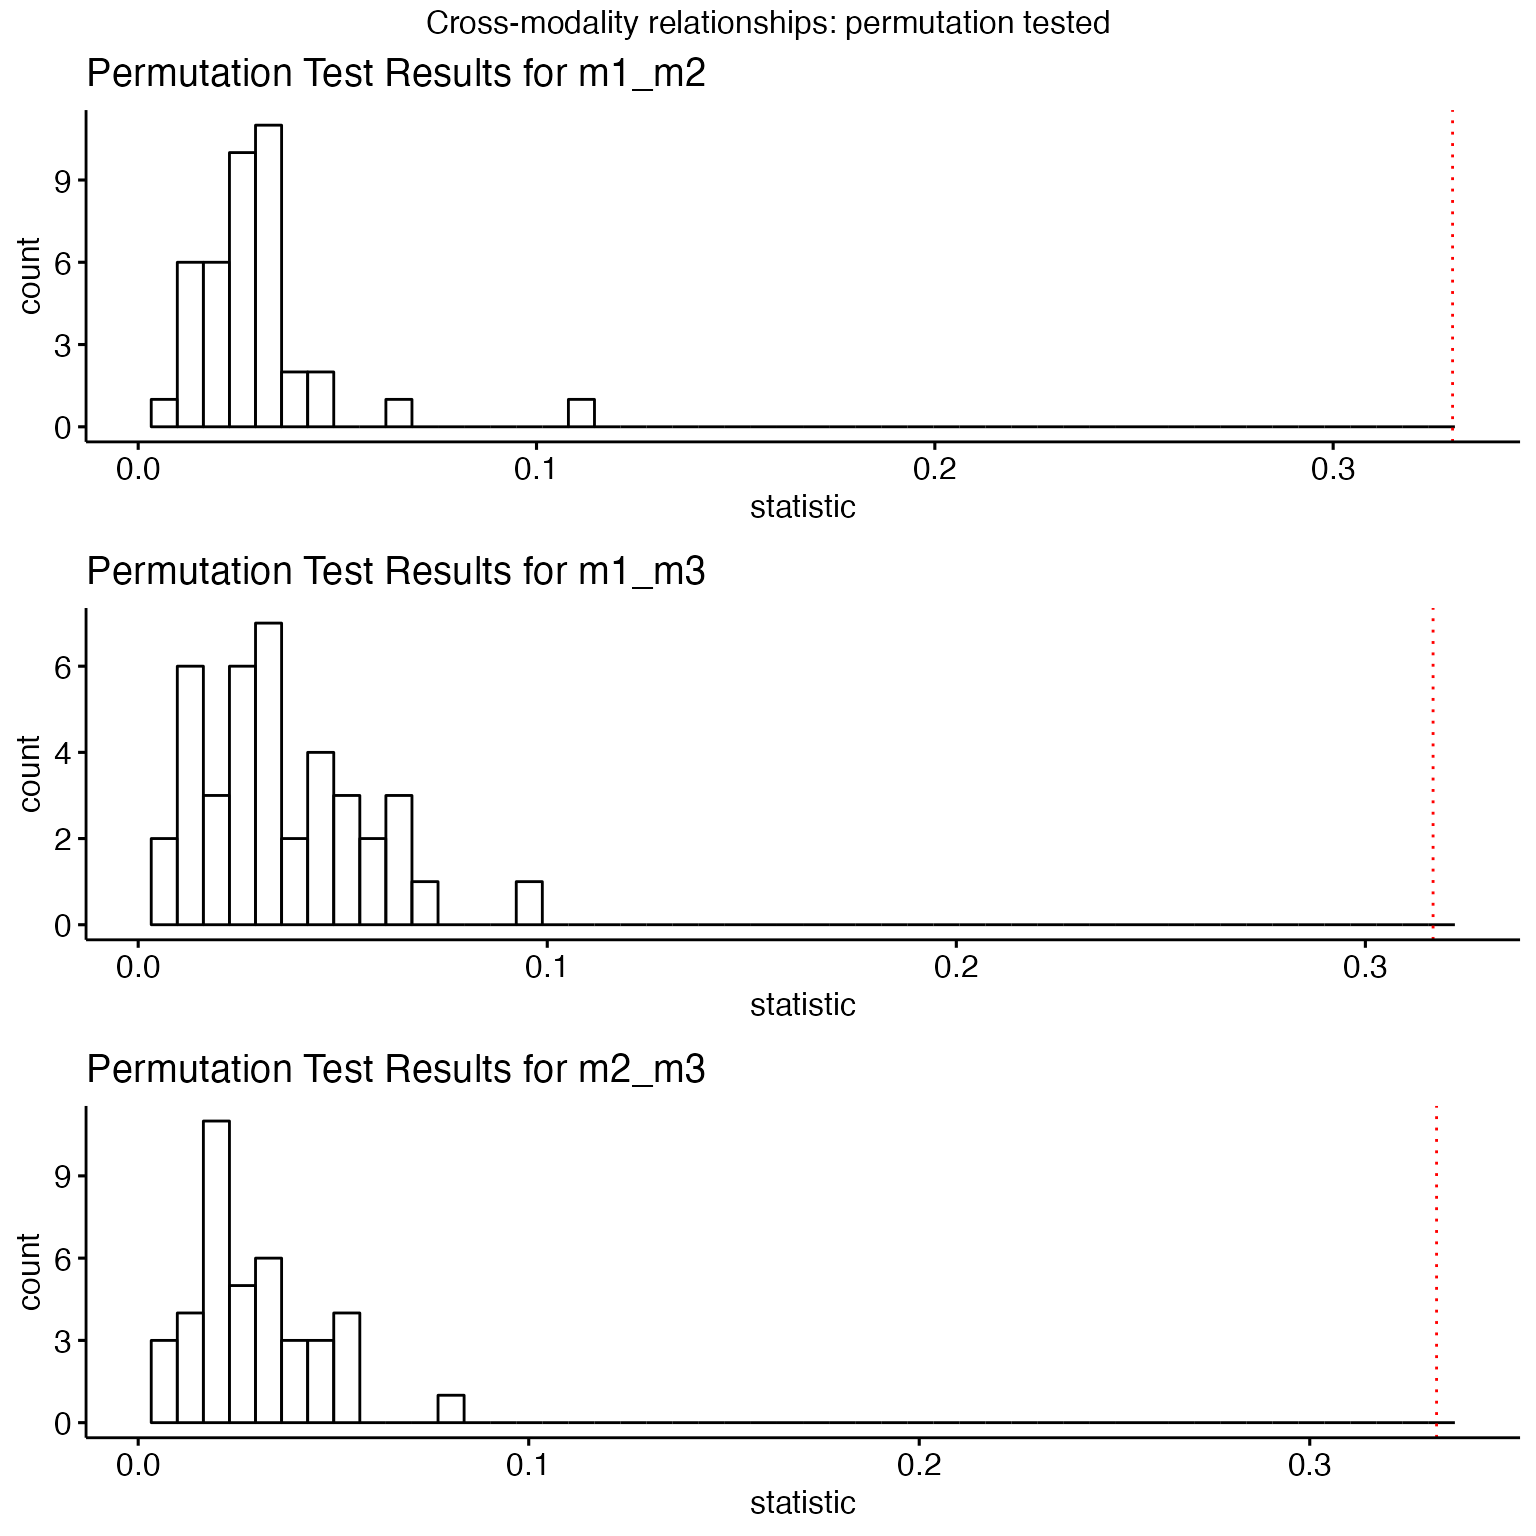 Cross-modality relationships: permutation tested
Permutation Test Results for m1_m2
9
6
3
0
count
0.0 0.1 0.2 0.3
statistic
Permutation Test Results for m1_m3
6
4
2
0
count
0.0 0.1 0.2 0.3
statistic
Permutation Test Results for m2_m3
9
6
3
0
count
0.0 0.1 0.2 0.3
statistic